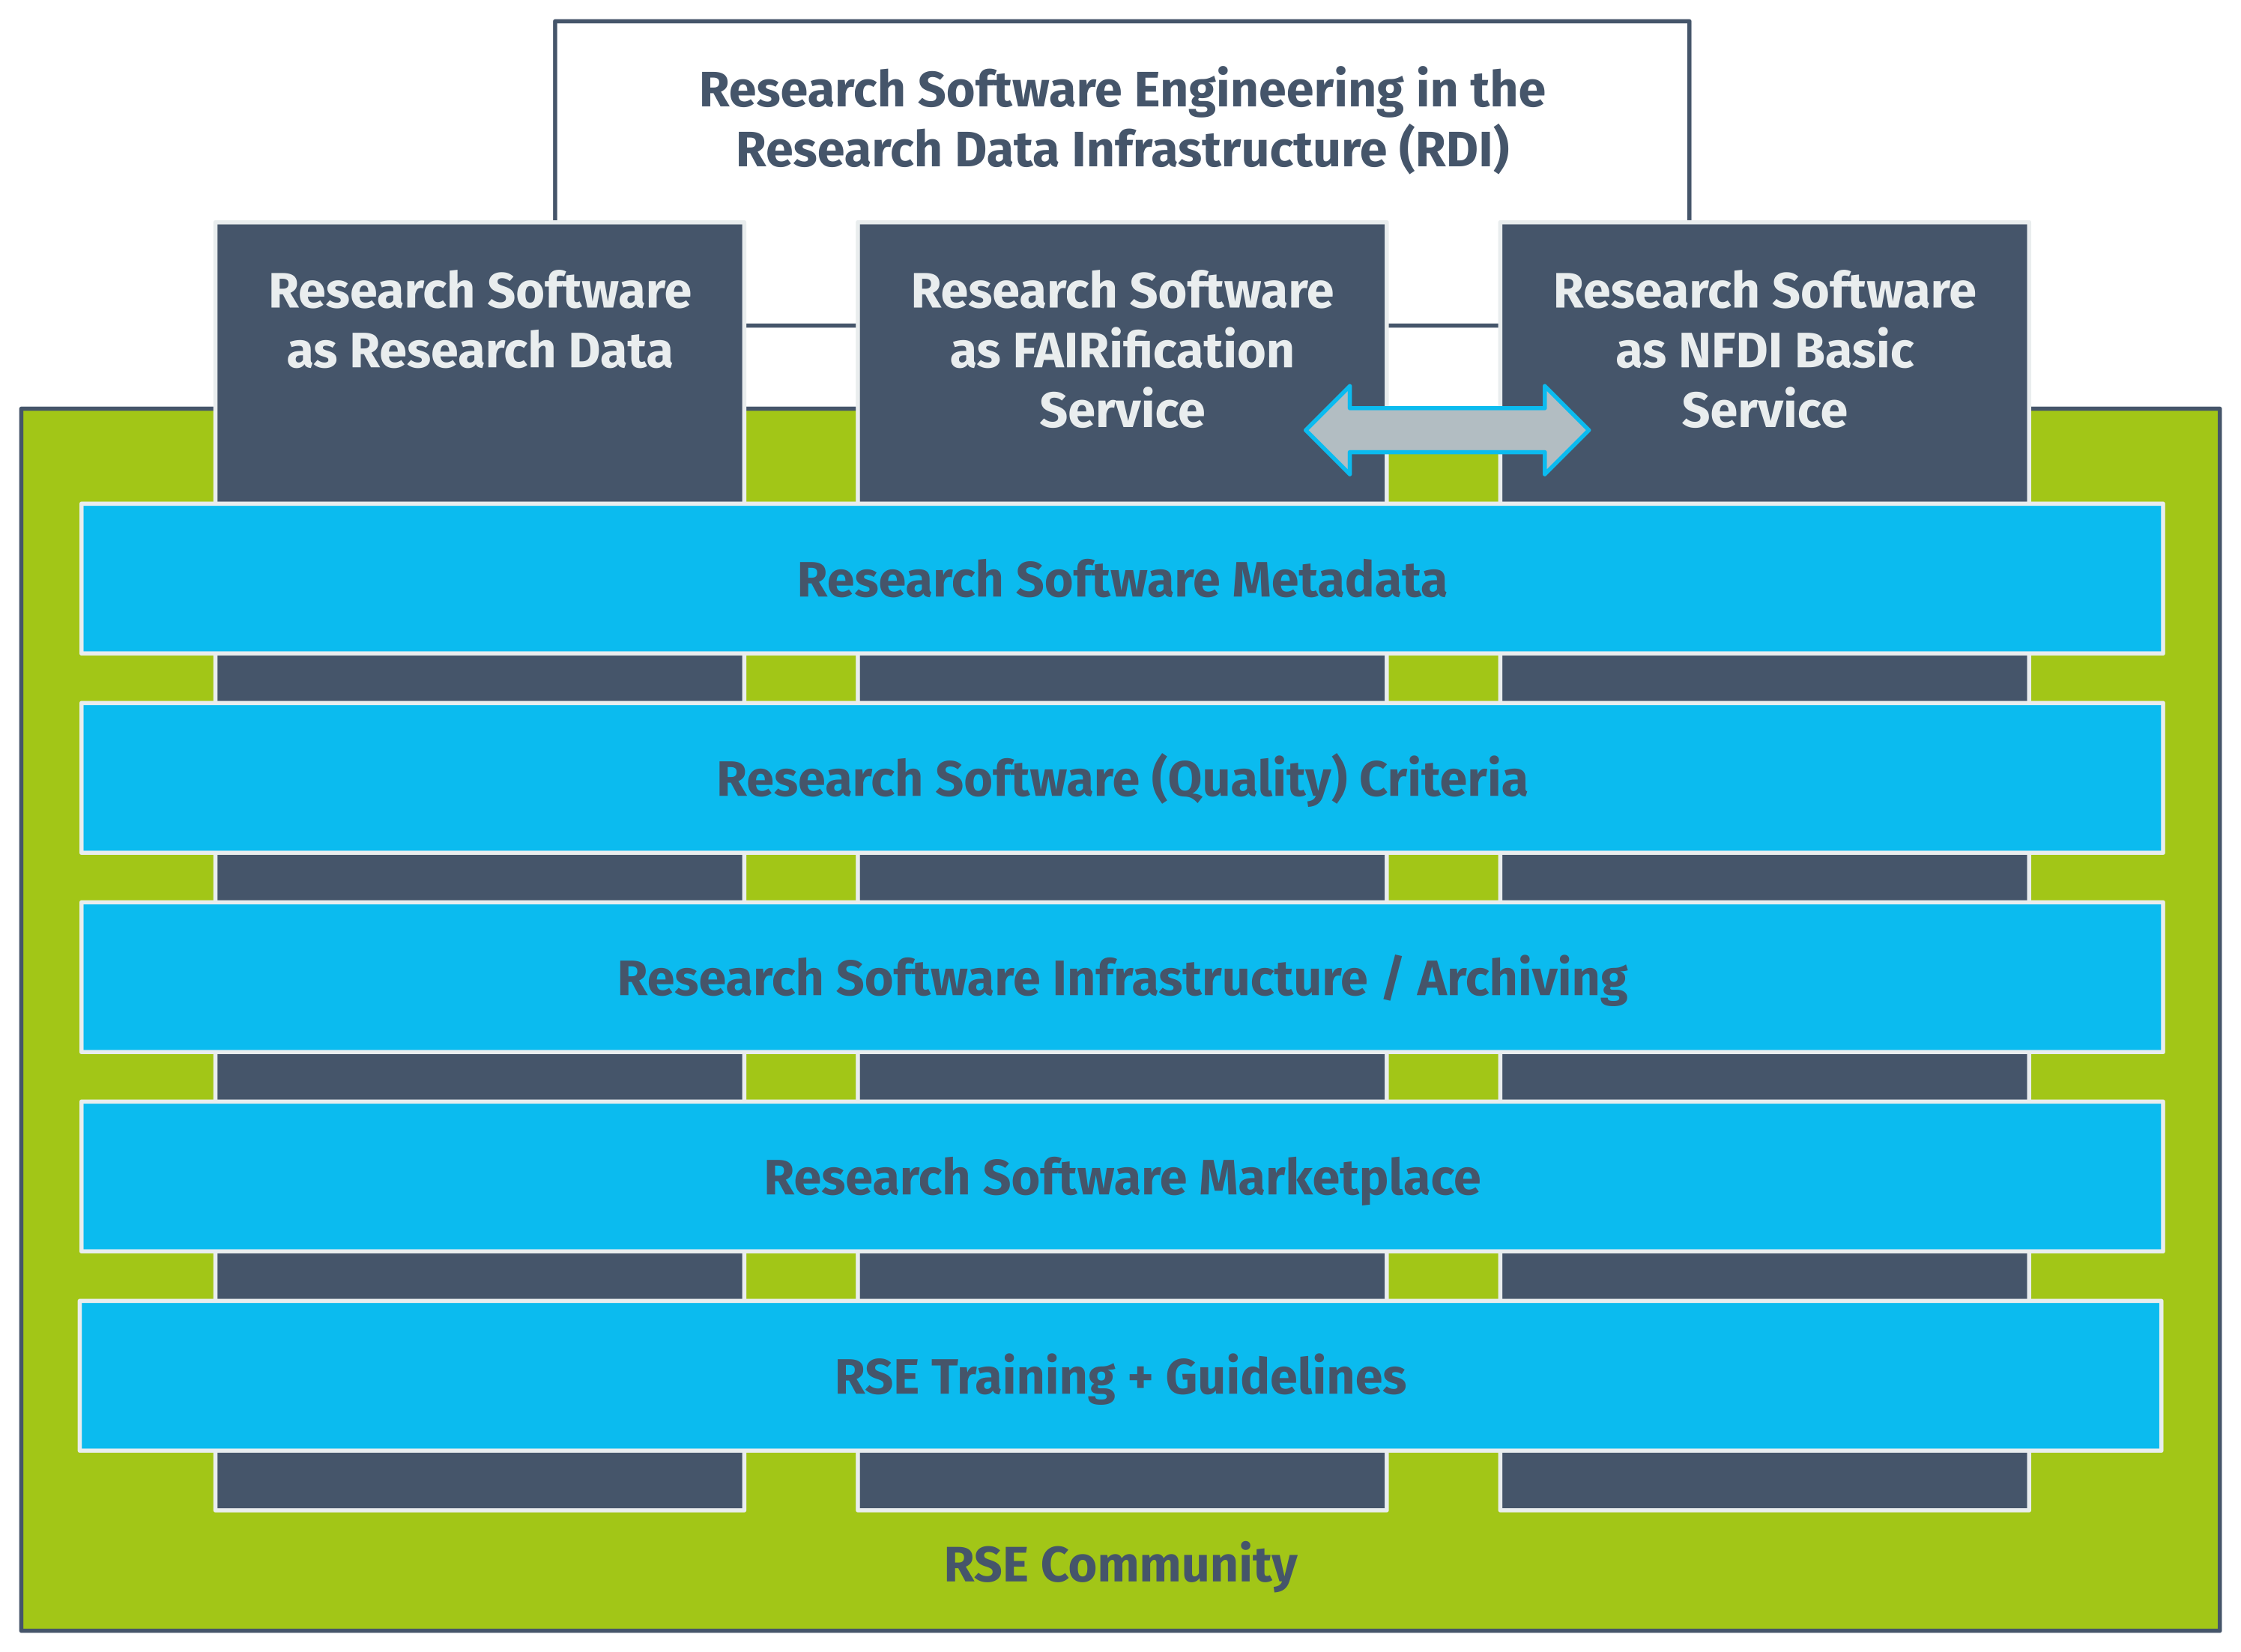 Research Software Engineering in the
Research Data Infrastructure (RDI)
Research Software
as Research Data
Research Software
as FAIRification
Service
Research Software
as NFDI Basic
Service
Research Software Metadata
Research Software (Quality) Criteria
Research Software Infrastructure / Archiving
Research Software Marketplace
RSE Training + Guidelines
RSE Community